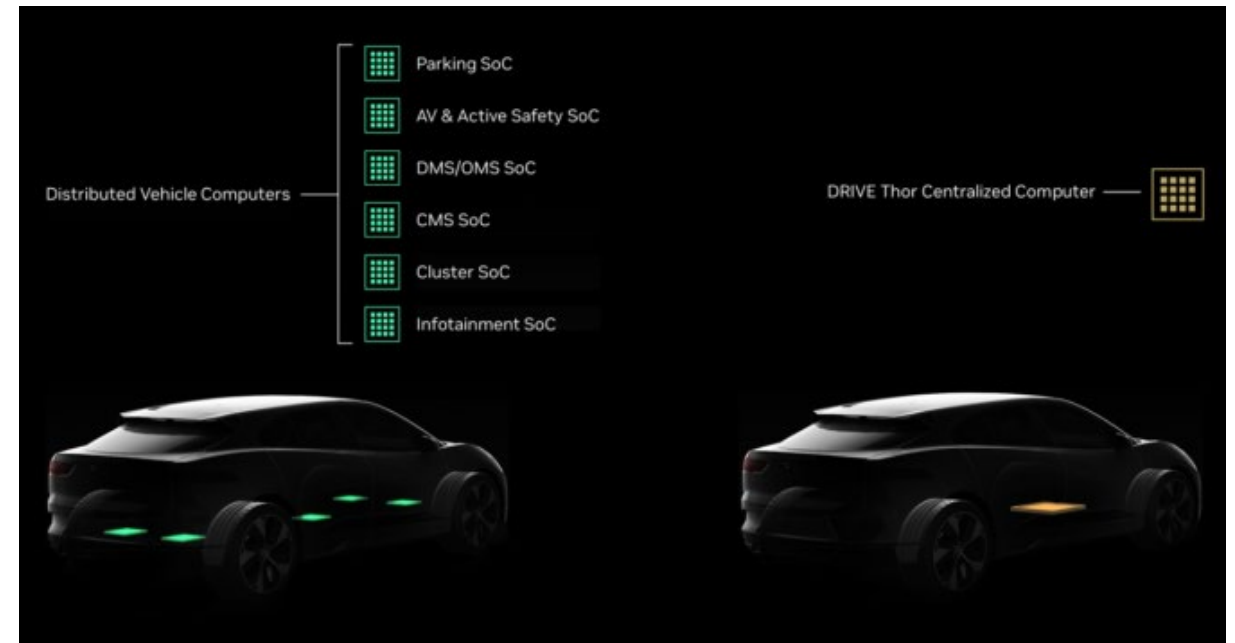 Parking SoC
AV & Active Safety SoC
DMS/OMS SoC
Distributed Vehicle Computers
CMS SoC
Cluster SoC
Infotainment SoC
DRIVE Thor Centralized Computer